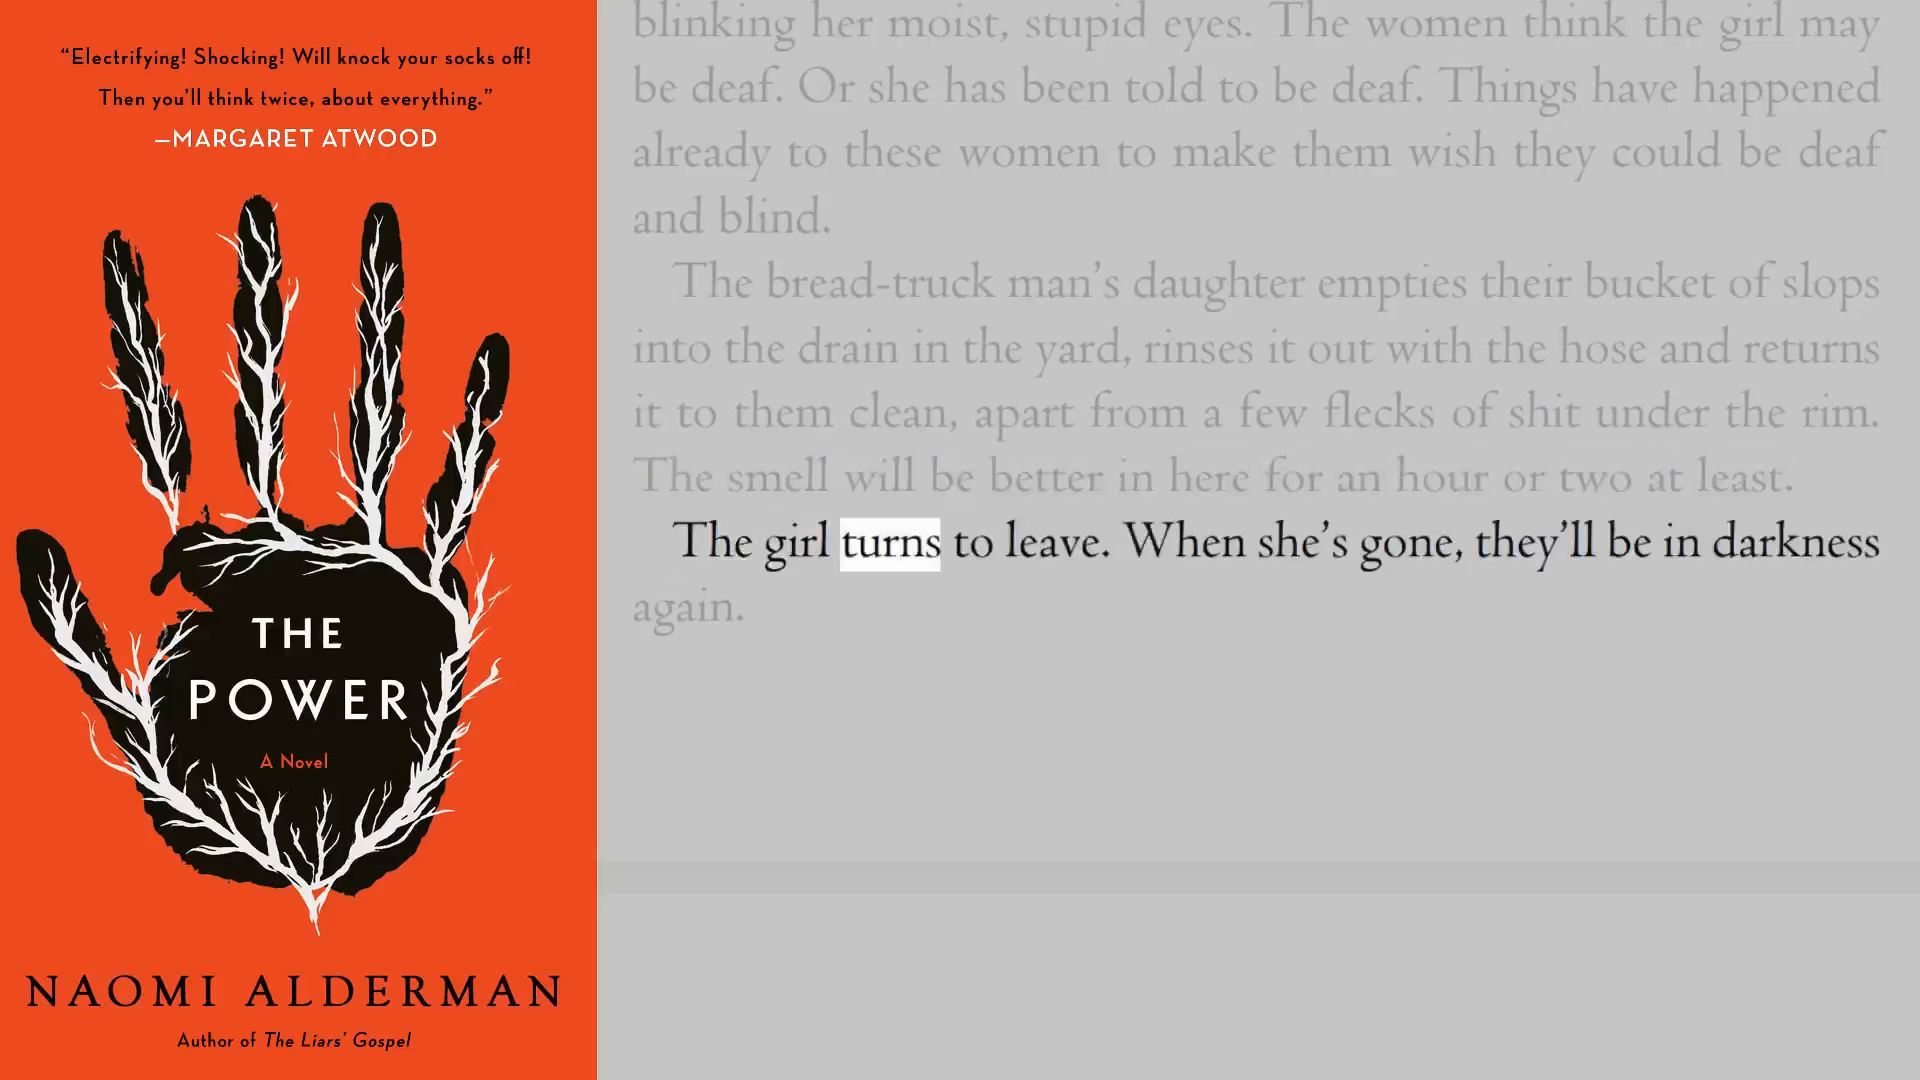 “Electrifying! Shocking! Will knock your socks off!
Then you’ll think twice, about everything.”
—MARGARET ATWOOD
THE
POWER
A Novel
NAOMI ALDERMAN
Author of The Liars’ Gospel
blinking her moist, stupid eyes. The women think the girl may
be deaf. Or she has been told to be deaf. Things have happened
already to these women to make them wish they could be deaf
and blind.
The bread-truck man’s daughter empties their bucket of slops
into the drain in the yard, rinses it out with the hose and returns
it to them clean, apart from a few flecks of shit under the rim.
The smell will be better in here for an hour or two at least.
The girl turns to leave. When she’s gone, they’ll be in darkness
again.